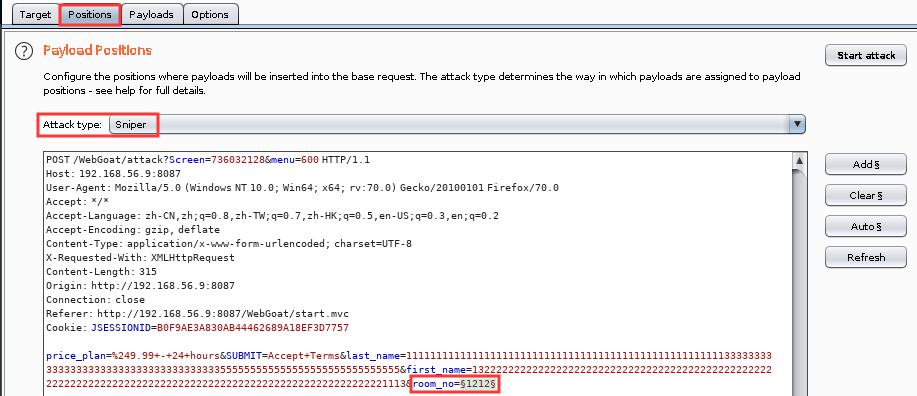 Target Positions Payloads Options
? Payload Positions
Start attack
Configure the positions where payloads will be inserted into the base request. The attack type determines the way in which payloads are assigned to payload
positions - see help for full details.
Attack type: Sniper
POST /WebGoat/attack?Screen=736032128&menu=600 HTTP/1.1
Host: 192.168.56.9:8087
User-Agent: Mozilla/5.0 (Windows NT 10.0; Win64; x64; rv:70.0) Gecko/20100101 Firefox/70.0
Accept: */*
Accept-Language: zh-CN,zh;q=0.8,zh-TW;q=0.7,zh-HK;q=0.5,en-US;q=0.3,en;q=0.2
Accept-Encoding: gzip, deflate
Content-Type: application/x-www-form-urlencoded; charset=UTF-8
X-Requested-With: XMLHttpRequest
Content-Length: 315
Origin: http://192.168.56.9:8087
Connection: close
Referer: http://192.168.56.9:8087/WebGoat/start.mvc
Cookie: JSESSIONID=B0F9AE3A830AB44462689A18EF3D7757
price_plan=%249.99+-+24+hours&SUBMIT=Accept+Terms&last_name=11111111111111111111111111111111111111111111111111111333333333
33333333333333333333333333333555555555555555555555555555555&first_name=1322222222222222222222222222222222222222222222222222222
222222222222222222222222222222222222222222222222222222221113&room_no=§1212§
Add §
Clear §
Auto §
Refresh